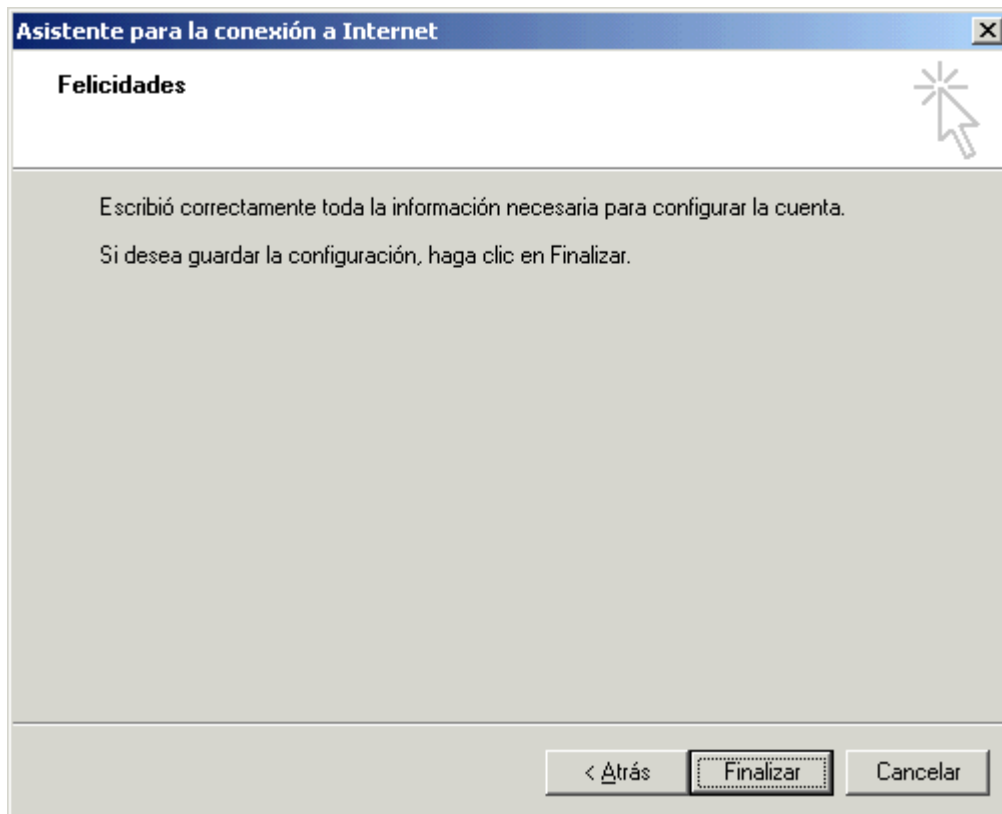 Asistente para la conexión a Internet
Felicidades
Escribió correctamente toda la información necesaria para configurar la cuenta.
Si desea guardar la configuración, haga clic en Finalizar.
< Atrás Finalizar Cancelar